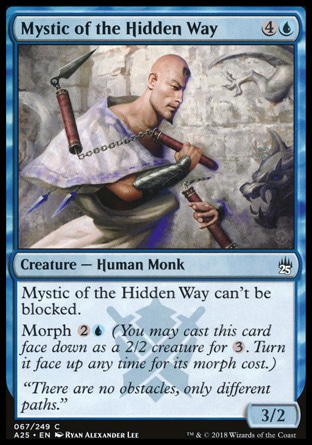 Mystic of the Hidden Way 4
25
Creature — Human Monk
Mystic of the Hidden Way can't be
blocked.
Morph 2 (You may cast this card
face down as a 2/2 creature for 3. Turn
it face up any time for its morph cost.)
"There are no obstacles, only different
paths."
3/2
067/249 C
A25 • EN Ryan Alexander Lee
™ & © 2018 Wizards of the Coast